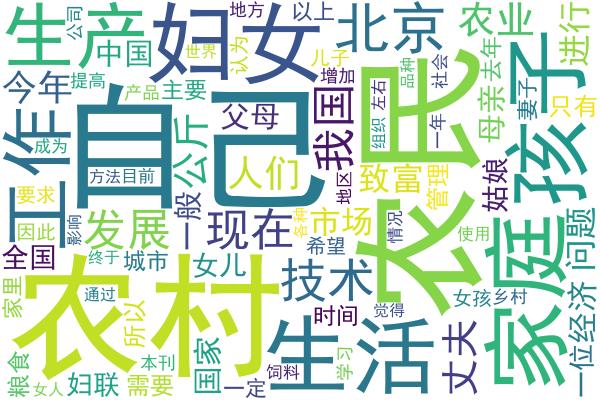 生产
公司
妇女
世界
地方
认为
以上
儿子
北京
农业
进行
中国
今年
提高
产品
主要
增加
品种
社会
去年
母亲
妻子
只有
孩子
工作
成为
自己
公斤
父母
我国
组织
左右
一年
农民
方法
目前
人们
地区
致富
管理
姑娘
要求
因此
影响
发展
一般
现在
各种
市场
情况
家庭
问题
全国
终于
城市
女儿
希望
使用
家里
农村
通过
所以
技术
时间
觉得
女孩
乡村
丈夫
一位
经济
粮食
女人
妇联
本刊
需要
国家
一定
饲料
生活
学习